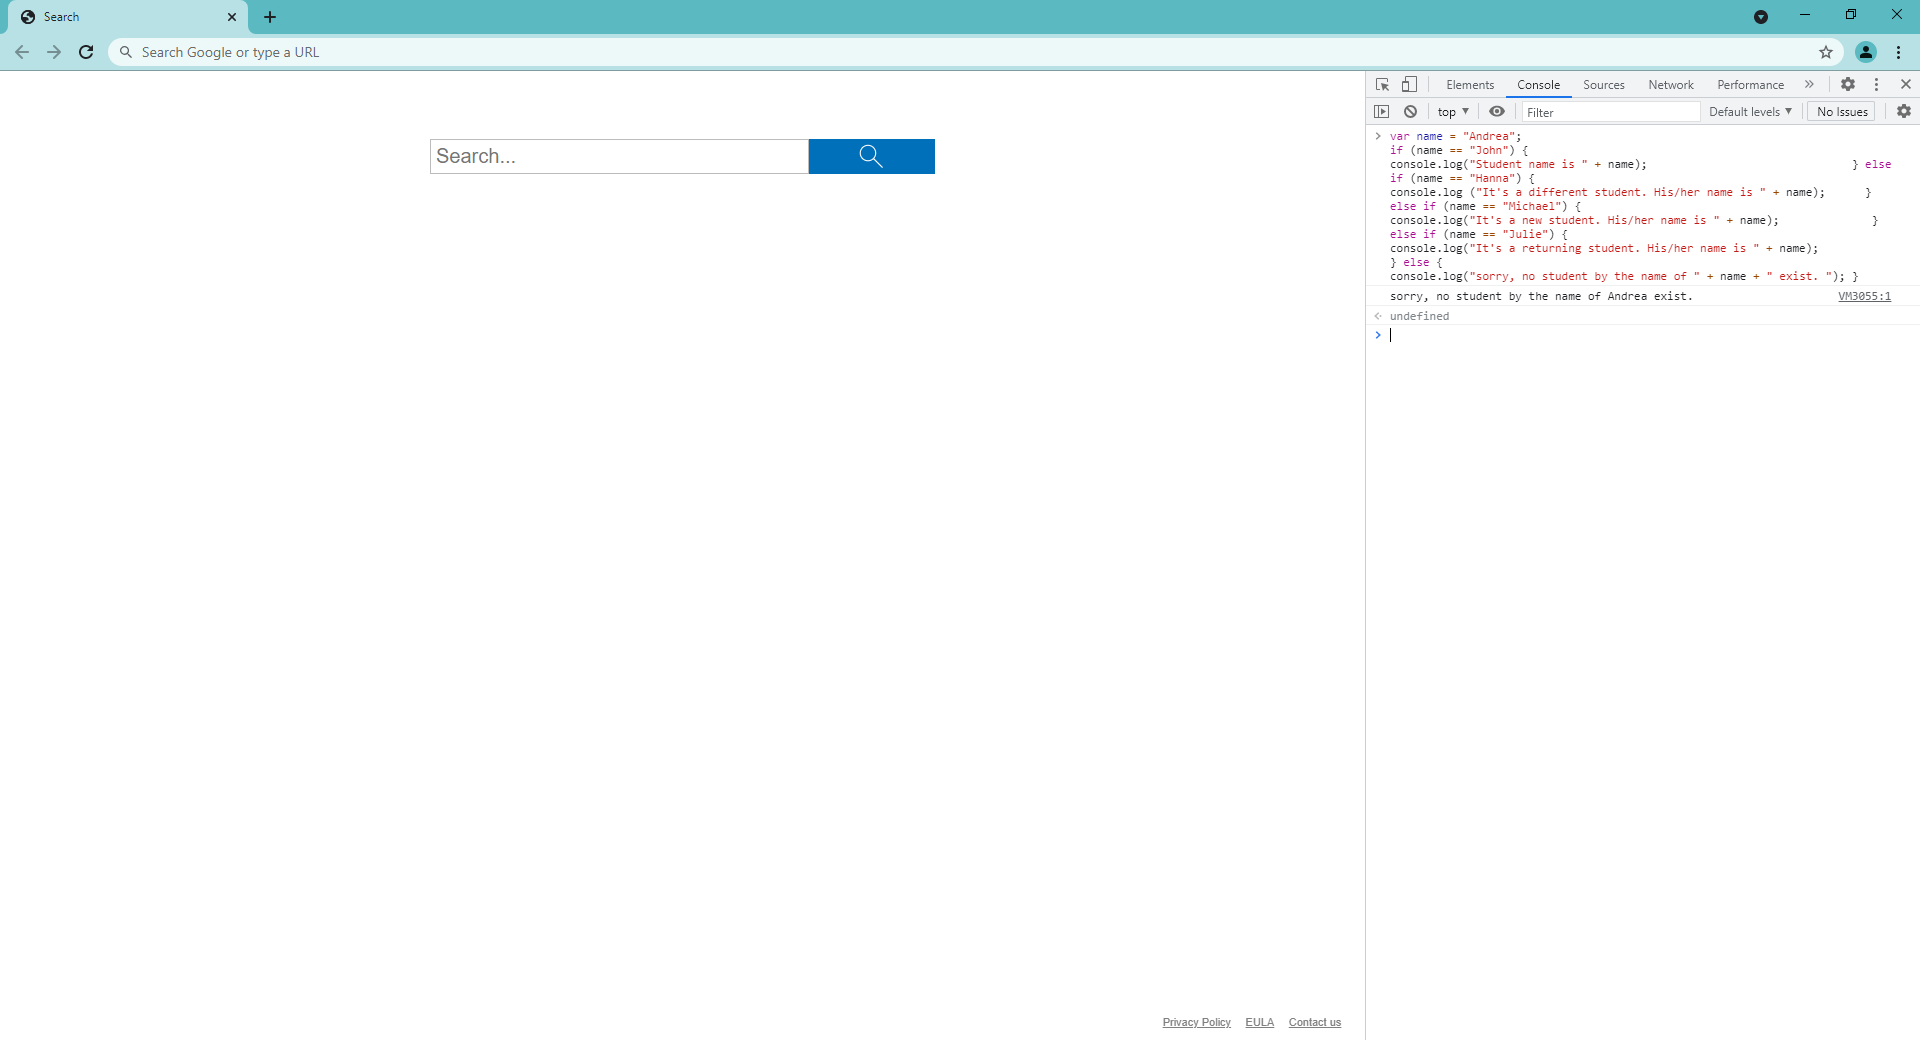 Search
Search Google or type a URL
Search...
Privacy Policy EULA Contact us
Elements Console Sources Network Performance
top Filter Default levels No Issues
var name = "Andrea";
if (name == "John") {
console.log("Student name is " + name); } else
if (name == "Hanna") {
console.log ("It's a different student. His/her name is " + name); }
else if (name == "Michael") {
console.log("It's a new student. His/her name is " + name); }
else if (name == "Julie") {
console.log("It's a returning student. His/her name is " + name);
} else {
console.log("sorry, no student by the name of " + name + " exist. "); }
sorry, no student by the name of Andrea exist. VM3055:1
undefined